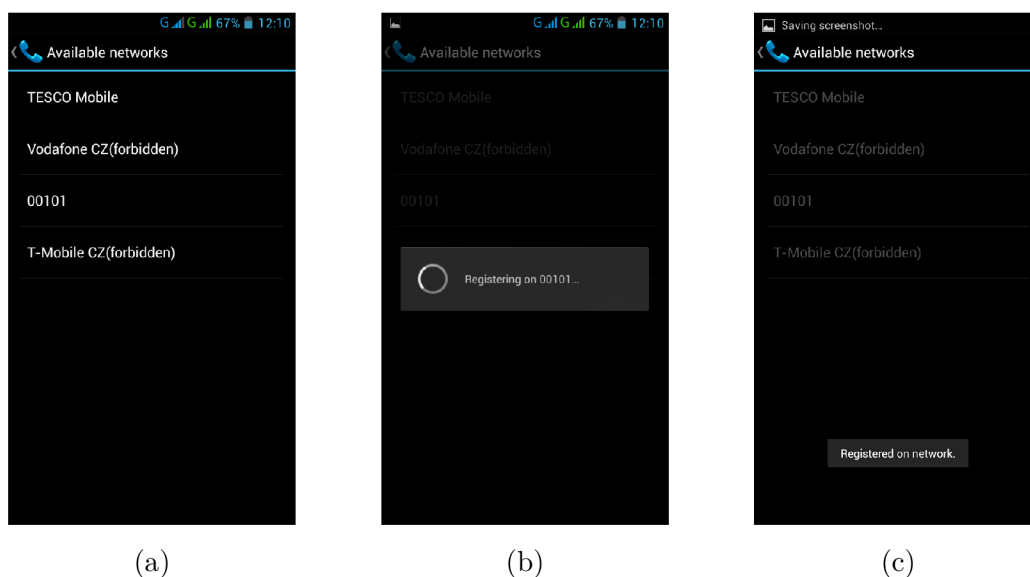 G G 67% 12:10
Available networks
TESCO Mobile
Vodafone CZ(forbidden)
00101
T-Mobile CZ(forbidden)
(a)
G G 67% 12:10
Available networks
TESCO Mobile
Vodafone CZ(forbidden)
00101
Registering on 00101...
(b)
Saving screenshot...
Available networks
TESCO Mobile
Vodafone CZ(forbidden)
00101
T-Mobile CZ(forbidden)
Registered on network.
(c)